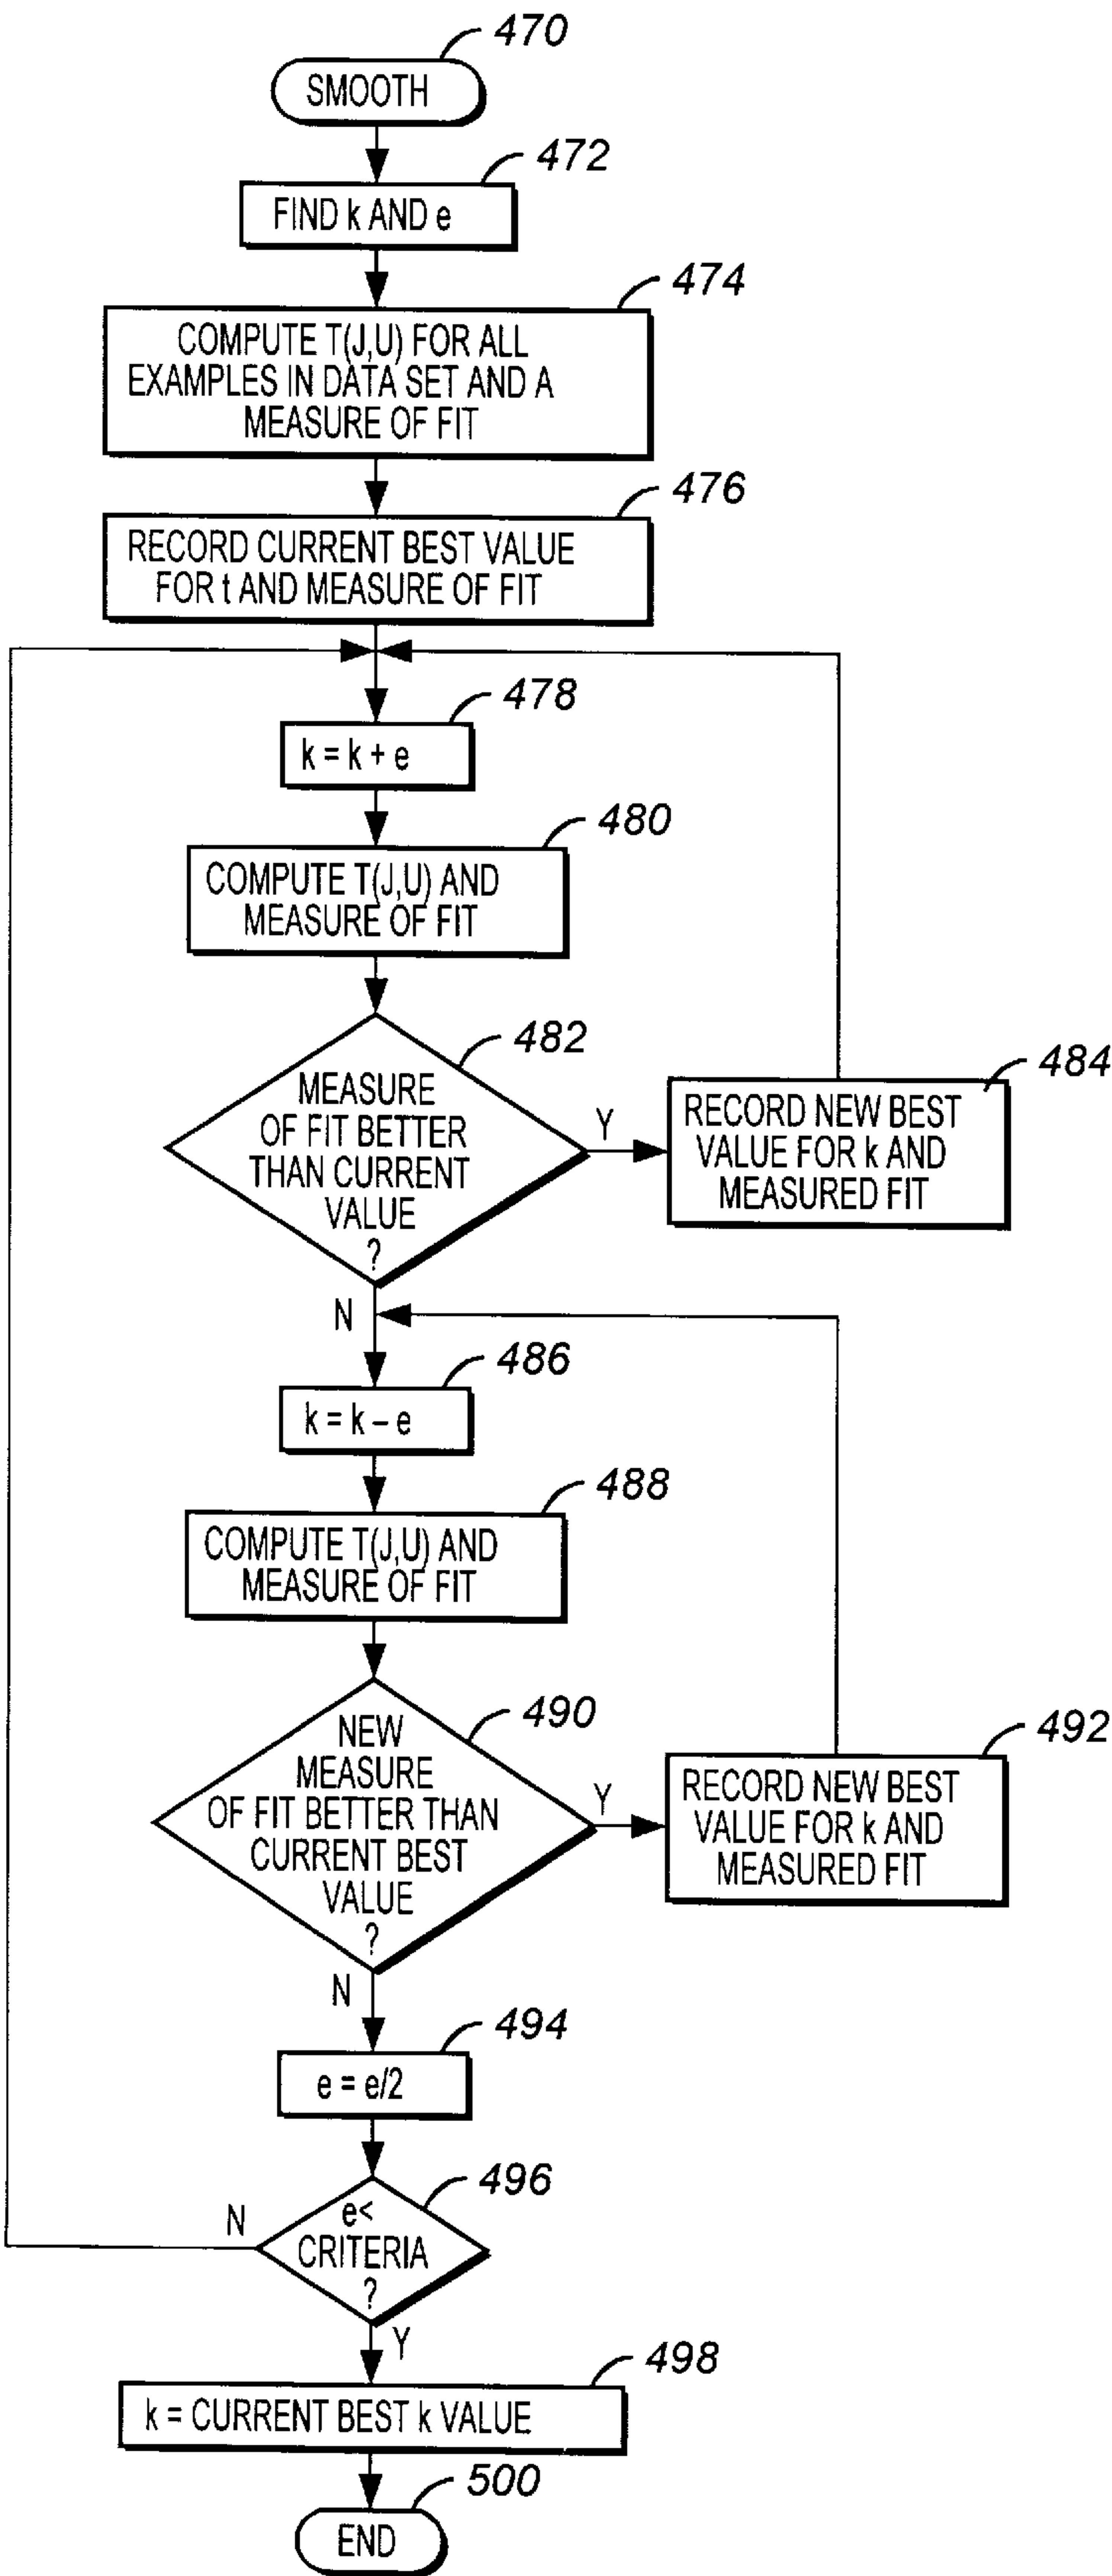 470
SMOOTH
472
FIND k AND e
474
COMPUTE T(J,U) FOR ALL
EXAMPLES IN DATA SET AND A
MEASURE OF FIT
476
RECORD CURRENT BEST VALUE
FOR t AND MEASURE OF FIT
478
k = k + e
480
COMPUTE T(J,U) AND
MEASURE OF FIT
482
MEASURE
OF FIT BETTER
THAN CURRENT
VALUE
?
Y
484
RECORD NEW BEST
VALUE FOR k AND
MEASURED FIT
N
486
k = k – e
488
COMPUTE T(J,U) AND
MEASURE OF FIT
490
NEW
MEASURE
OF FIT BETTER THAN
CURRENT BEST
VALUE
?
Y
492
RECORD NEW BEST
VALUE FOR k AND
MEASURED FIT
N
494
e = e/2
496
e<
CRITERIA
?
N
Y
498
k = CURRENT BEST k VALUE
500
END